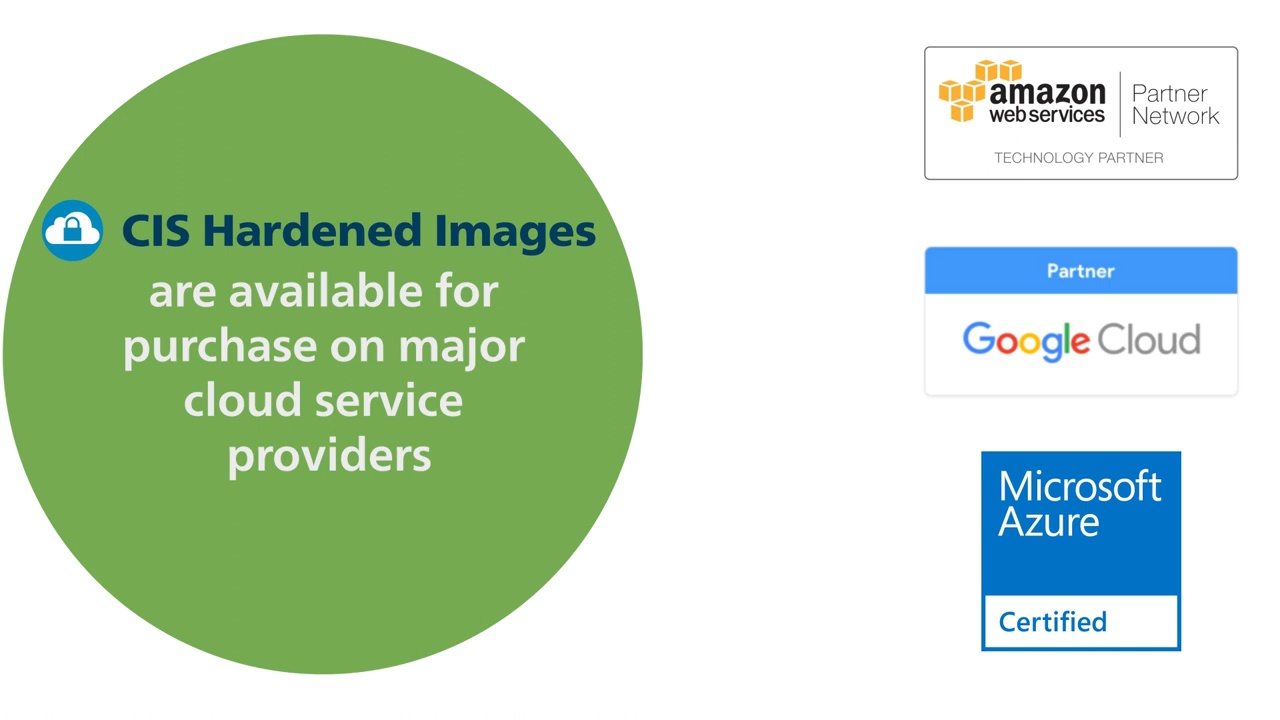 CIS Hardened Images
are available for
purchase on major
cloud service
providers
amazon
web services
Partner
Network
TECHNOLOGY PARTNER
Partner
Google Cloud
Microsoft
Azure
Certified